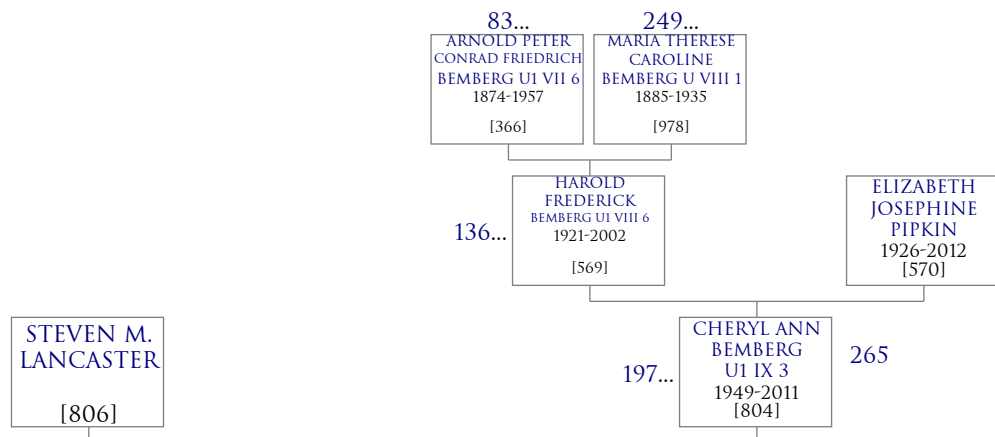 83...
249...
ARNOLD PETER
CONRAD FRIEDRICH
BEMBERG U1 VII 6
1874-1957
[366]
MARIA THERESE
CAROLINE
BEMBERG U VIII 1
1885-1935
[978]
136...
HAROLD
FREDERICK
BEMBERG U1 VIII 6
1921-2002
[569]
ELIZABETH
JOSEPHINE
PIPKIN
1926-2012
[570]
STEVEN M.
LANCASTER
[806]
197...
CHERYL ANN
BEMBERG
U1 IX 3
1949-2011
[804]
265